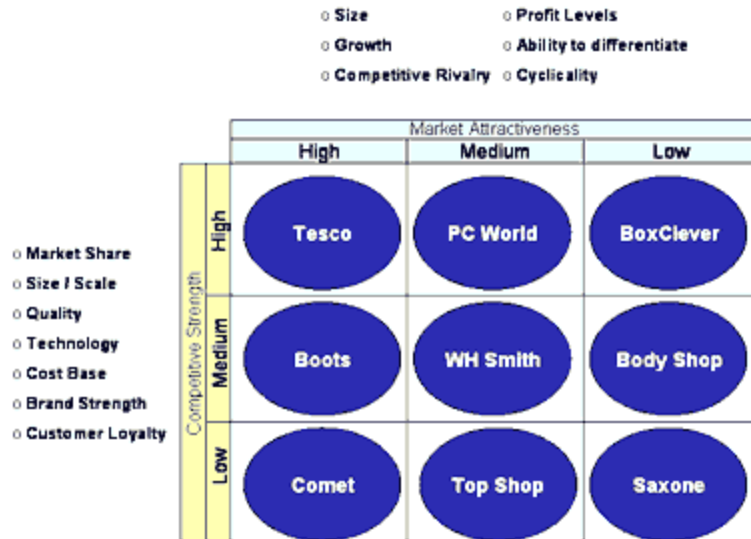 o Size
o Profit Levels
o Growth
o Ability to differentiate
o Competitive Rivalry
o Cyclicality
Market Attractiveness
High
Medium
Low
o Market Share
o Size / Scale
o Quality
o Technology
o Cost Base
o Brand Strength
o Customer Loyalty
Competitive Strength
High
Tesco
PC World
BoxClever
Medium
Boots
WH Smith
Body Shop
Low
Comet
Top Shop
Saxone